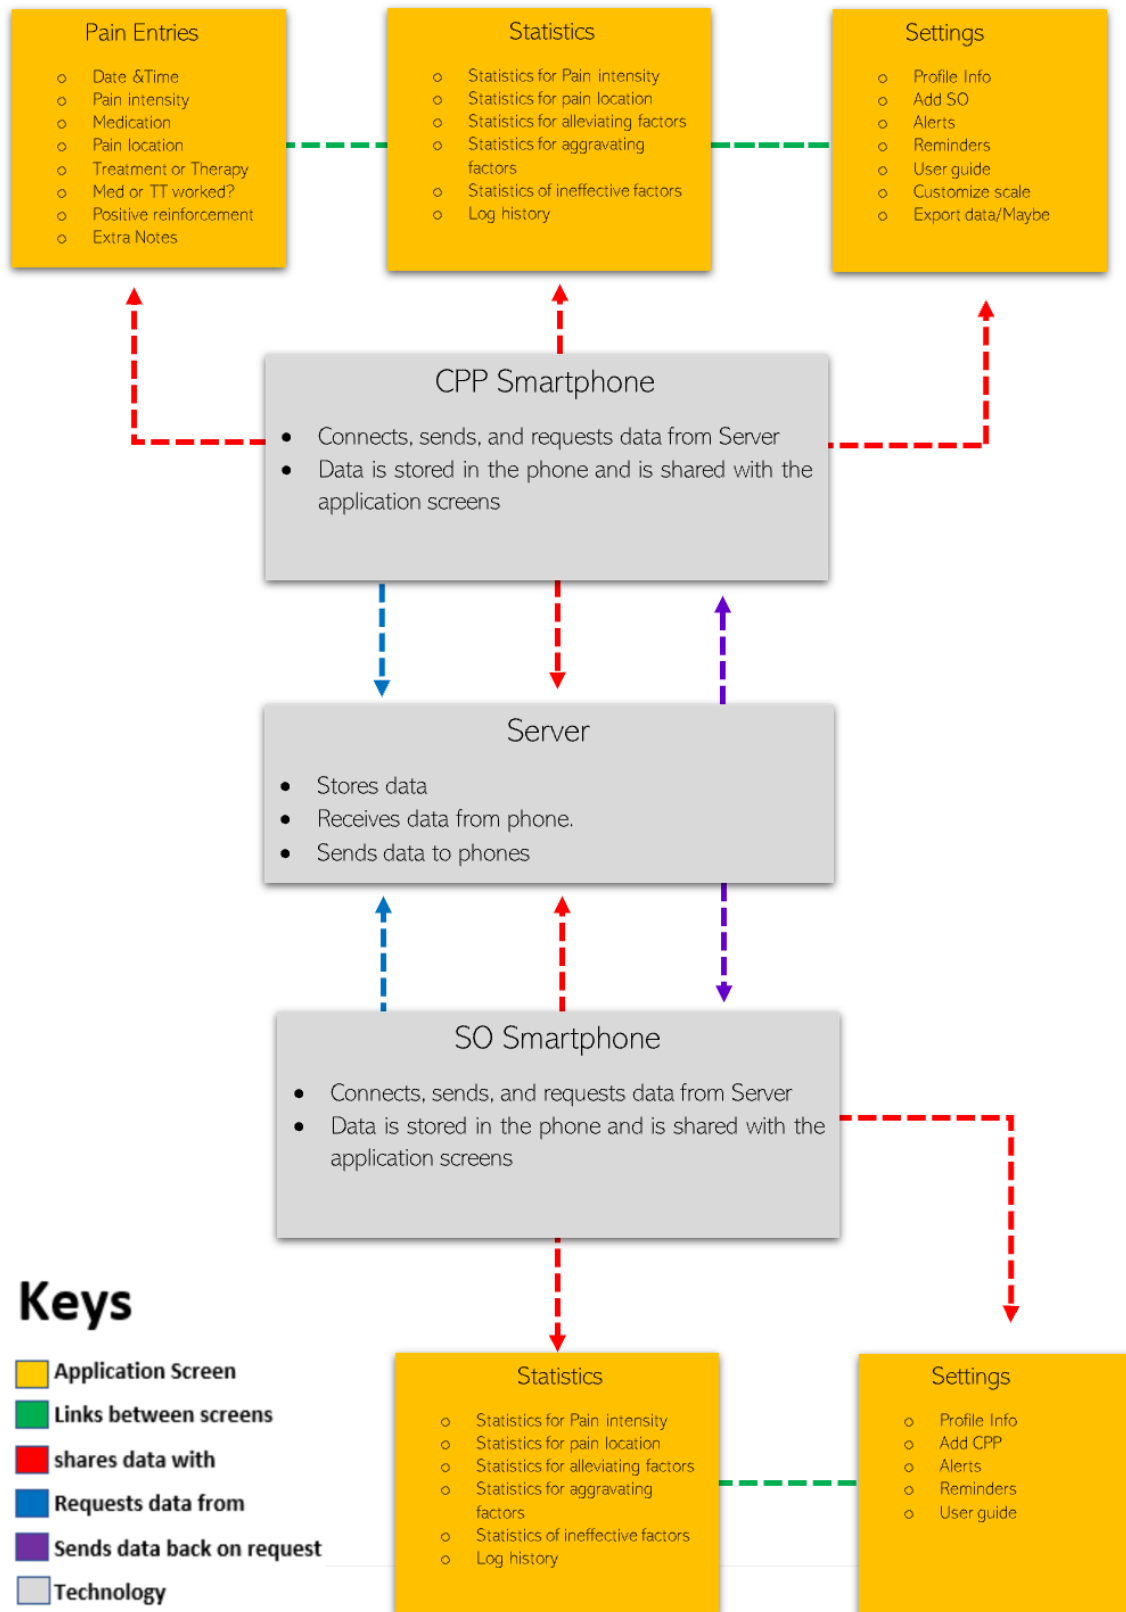 Pain Entries
o Date &Time
o Pain intensity
o Medication
o Pain location
o Treatment or Therapy
o Med or TT worked?
o Positive reinforcement
o Extra Notes
Statistics
o Statistics for Pain intensity
o Statistics for pain location
o Statistics for alleviating factors
o Statistics for aggravating
factors
o Statistics of ineffective factors
o Log history
Settings
o Profile Info
o Add SO
o Alerts
o Reminders
o User guide
o Customize scale
o Export data/Maybe
CPP Smartphone
• Connects, sends, and requests data from Server
• Data is stored in the phone and is shared with the
application screens
Server
• Stores data
• Receives data from phone.
• Sends data to phones
SO Smartphone
• Connects, sends, and requests data from Server
• Data is stored in the phone and is shared with the
application screens
Keys
Application Screen
Links between screens
shares data with
Requests data from
Sends data back on request
Technology
Statistics
o Statistics for Pain intensity
o Statistics for pain location
o Statistics for alleviating factors
o Statistics for aggravating
factors
o Statistics of ineffective factors
o Log history
Settings
o Profile Info
o Add CPP
o Alerts
o Reminders
o User guide